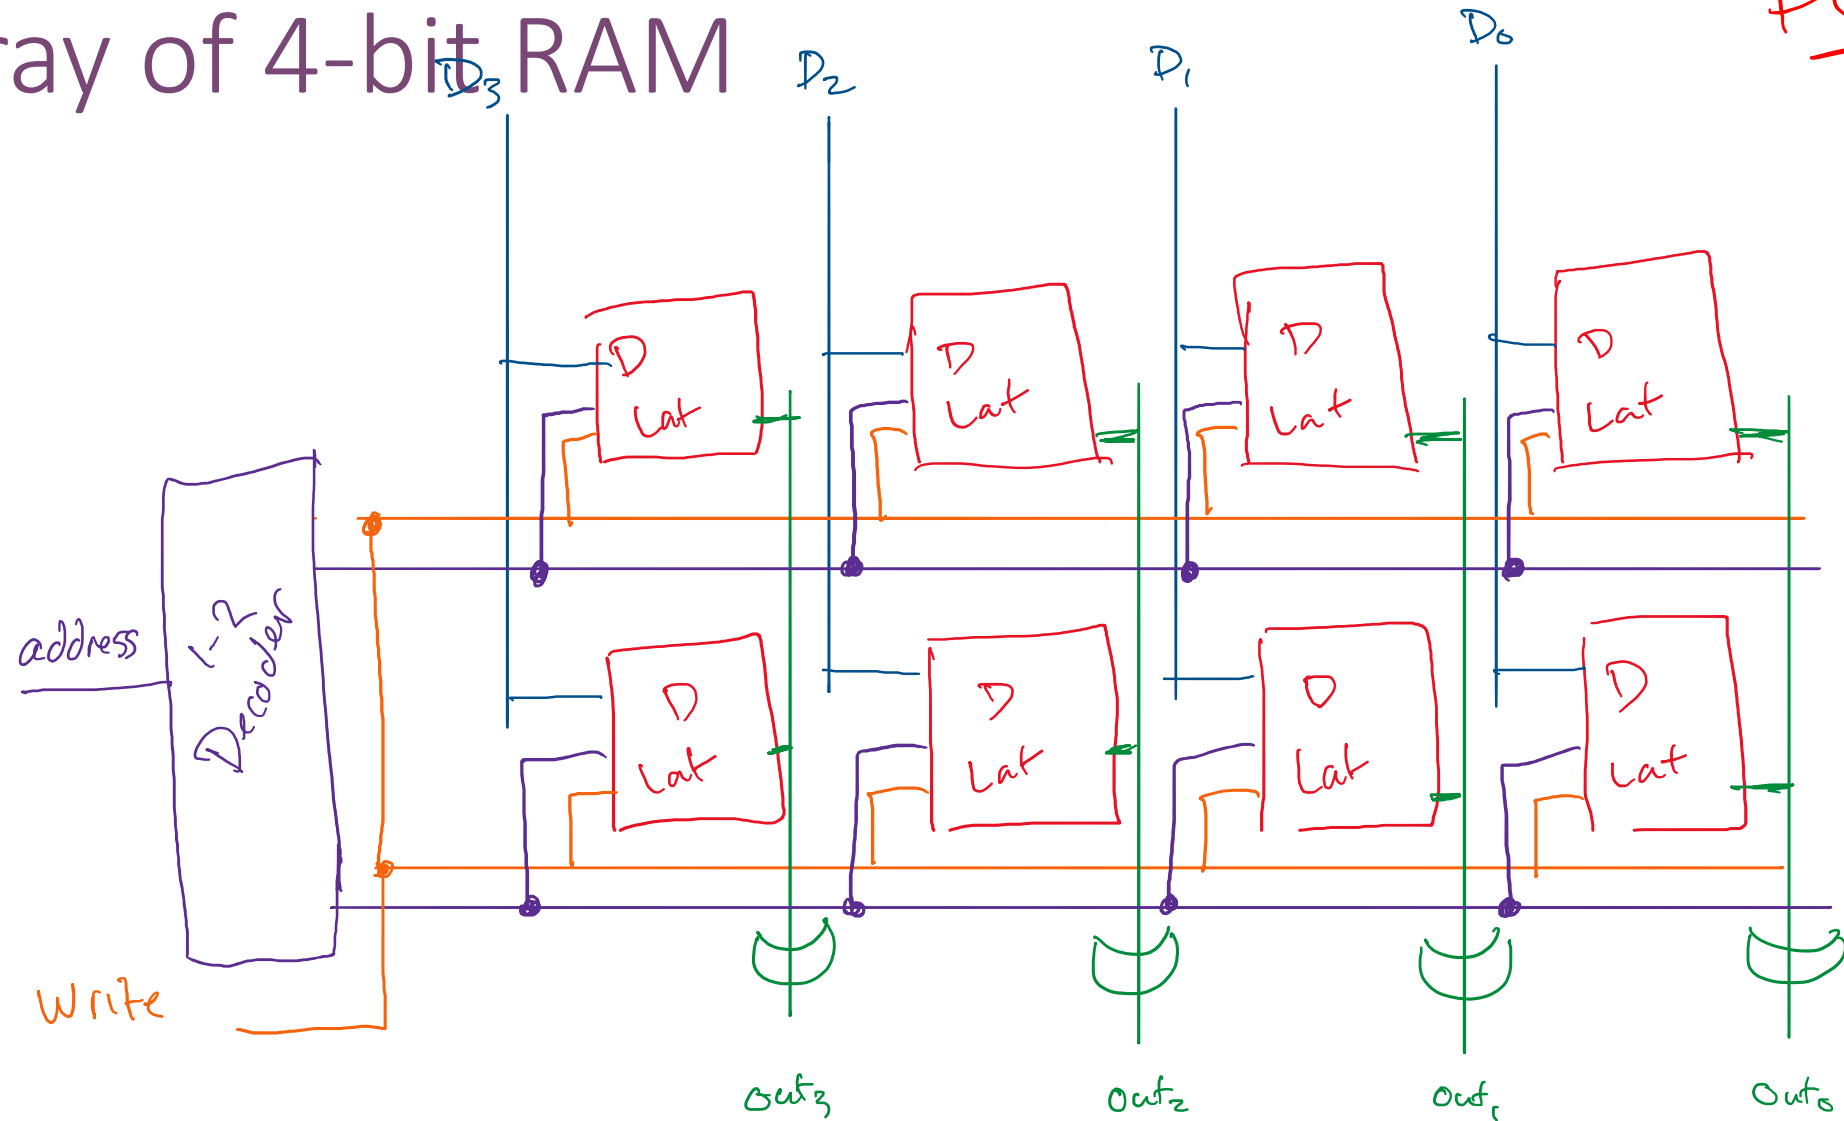 ray of 4-bit RAM
D3 D2 D1 D0
D Lat D Lat D Lat D Lat
address
1-2 Decoder
D Lat D Lat D Lat D Lat
Write
out3 out2 out1 out0